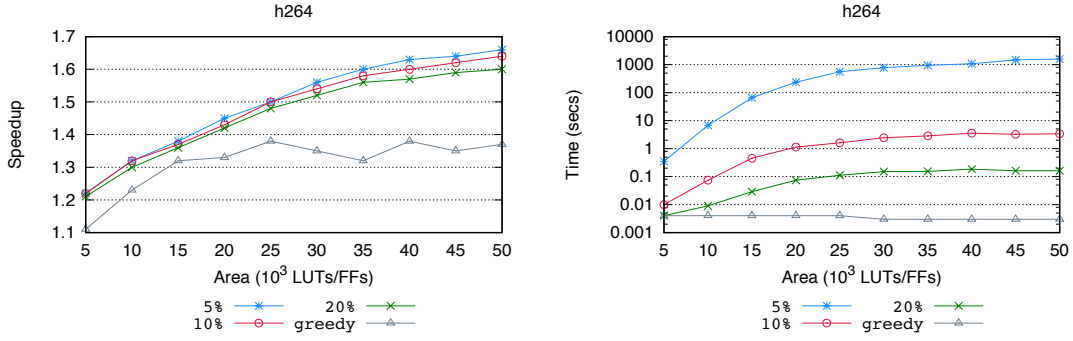 h264
1.7
1.6
1.5
1.4
1.3
1.2
1.1
Speedup
5 10 15 20 25 30 35 40 45 50
Area (10³ LUTs/FFs)
5% 20%
10% greedy
h264
10000
1000
100
10
1
0.1
0.01
0.001
Time (secs)
5 10 15 20 25 30 35 40 45 50
Area (10³ LUTs/FFs)
5% 20%
10% greedy